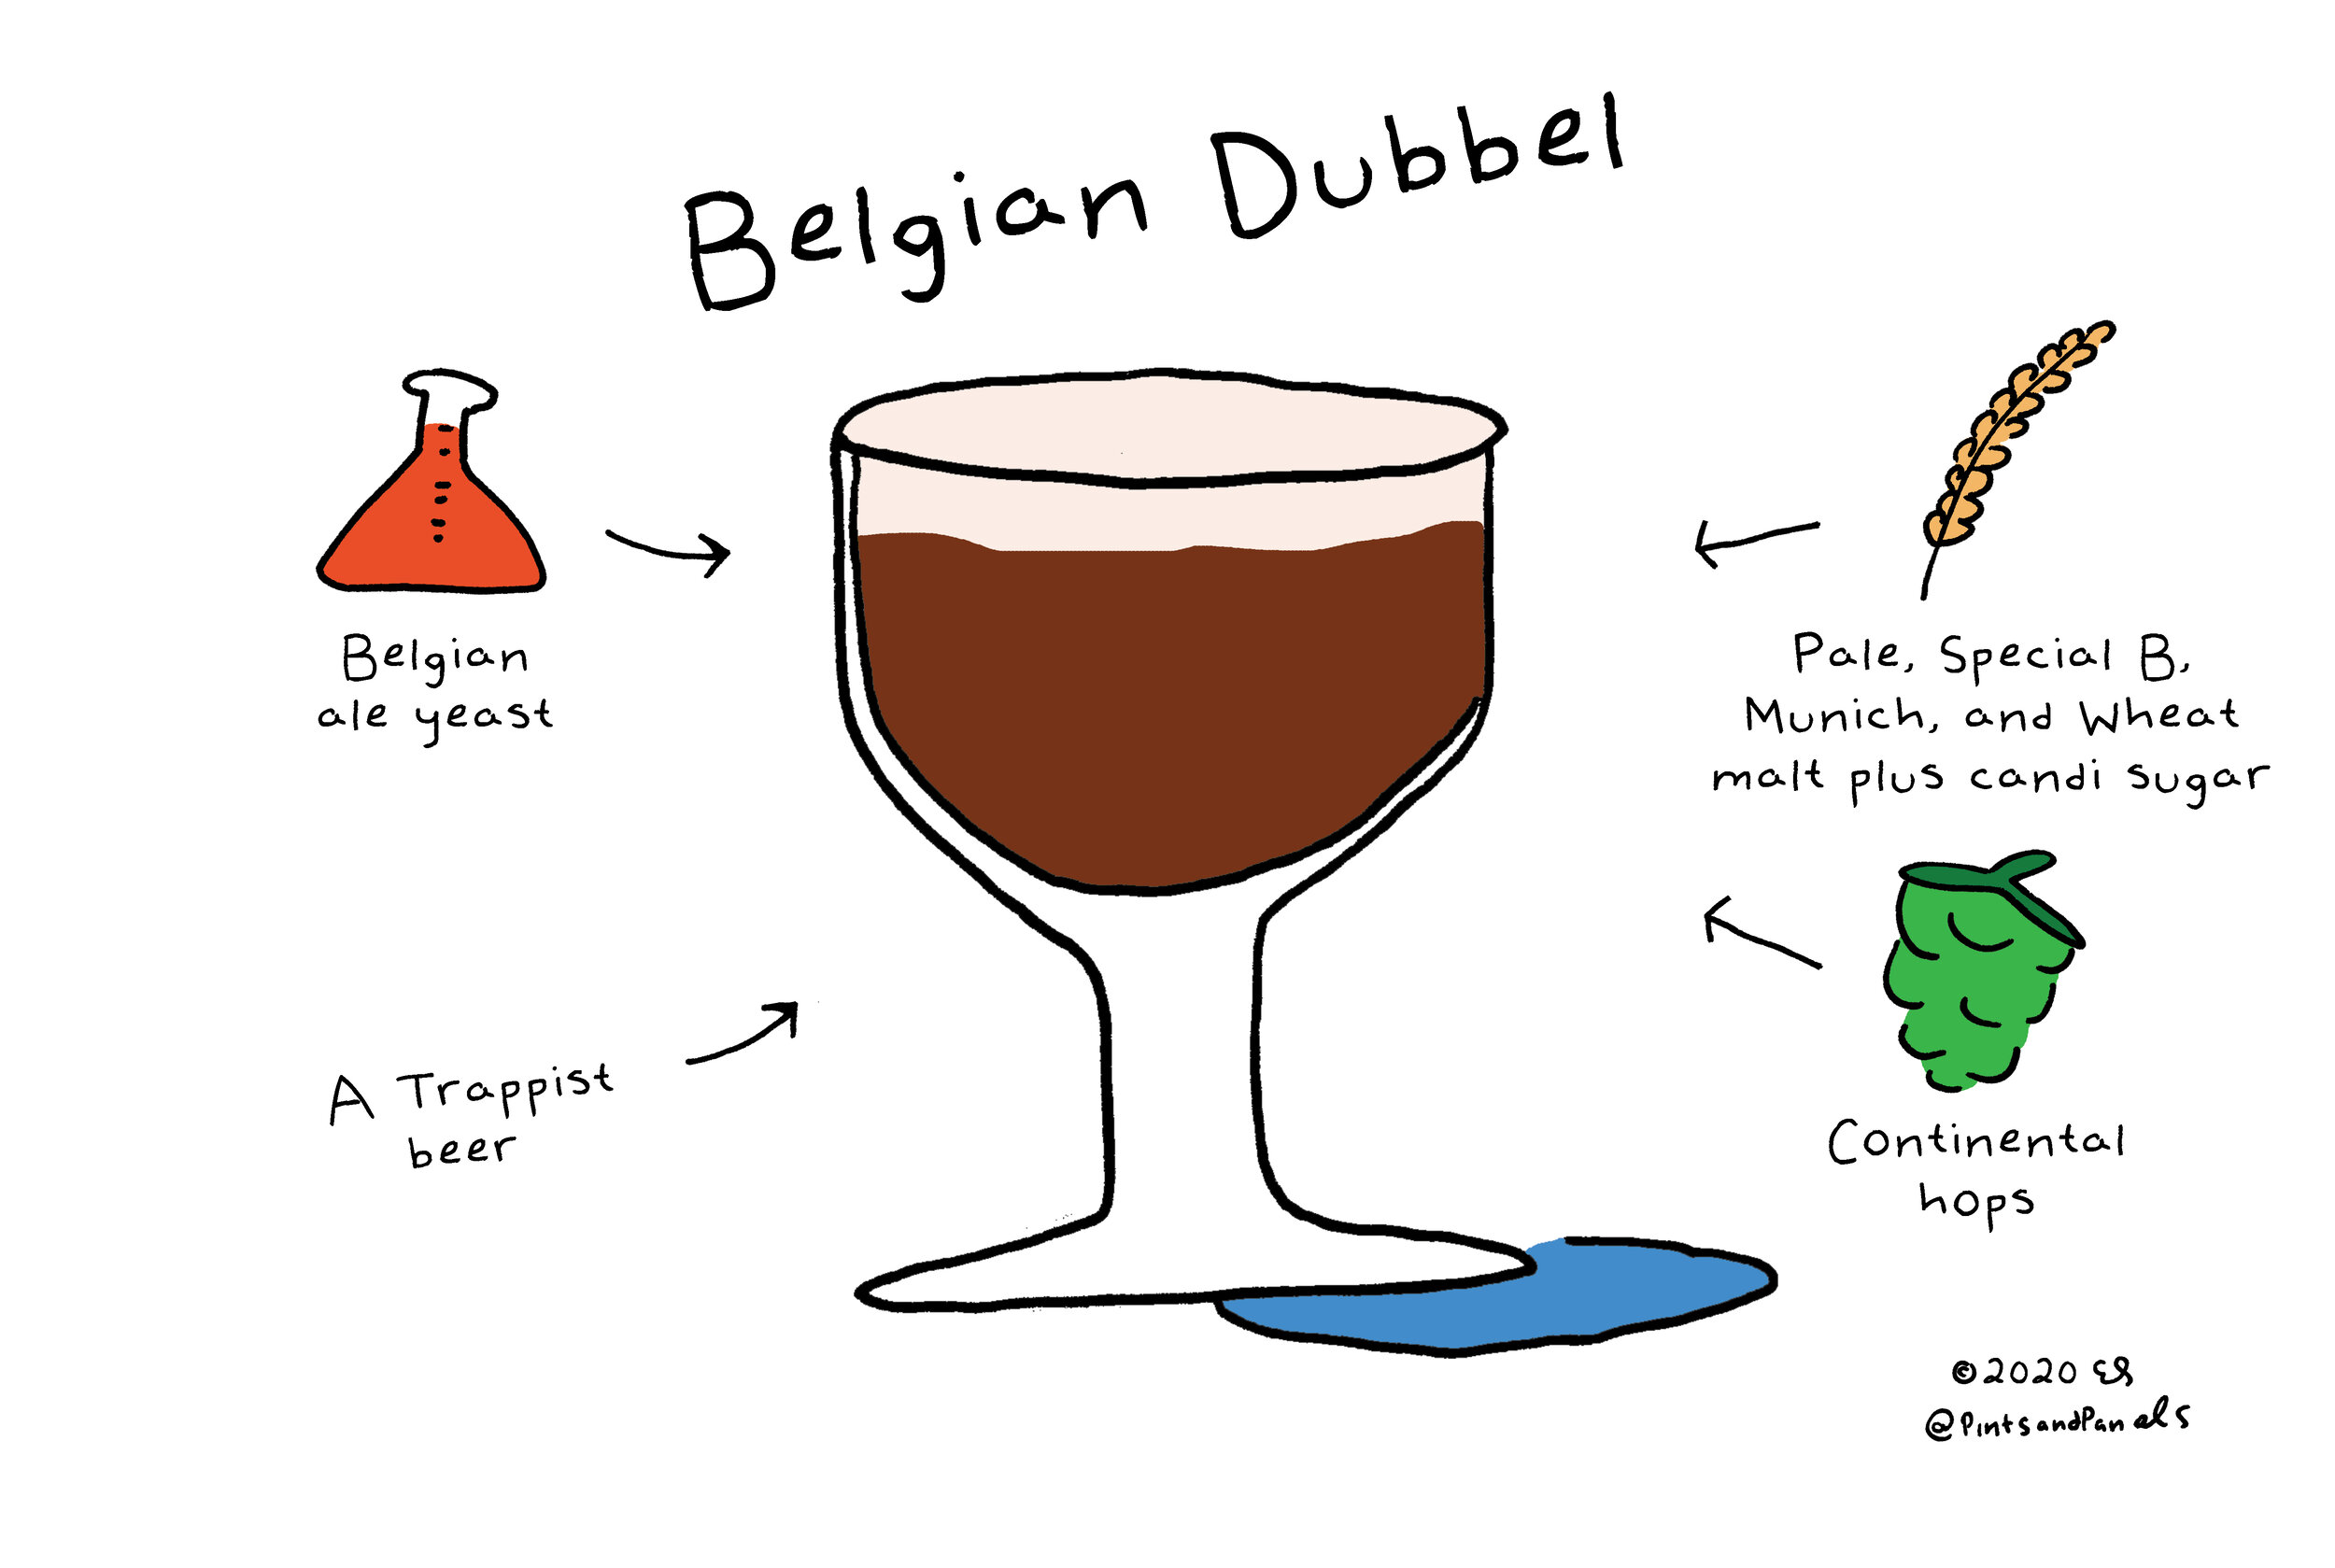 Belgian Dubbel
Belgian
ale yeast
Pale, Special B,
Munich, and Wheat
malt plus candi sugar
A Trappist
beer
Continental
hops
©2020 ES
@PintsandPanels